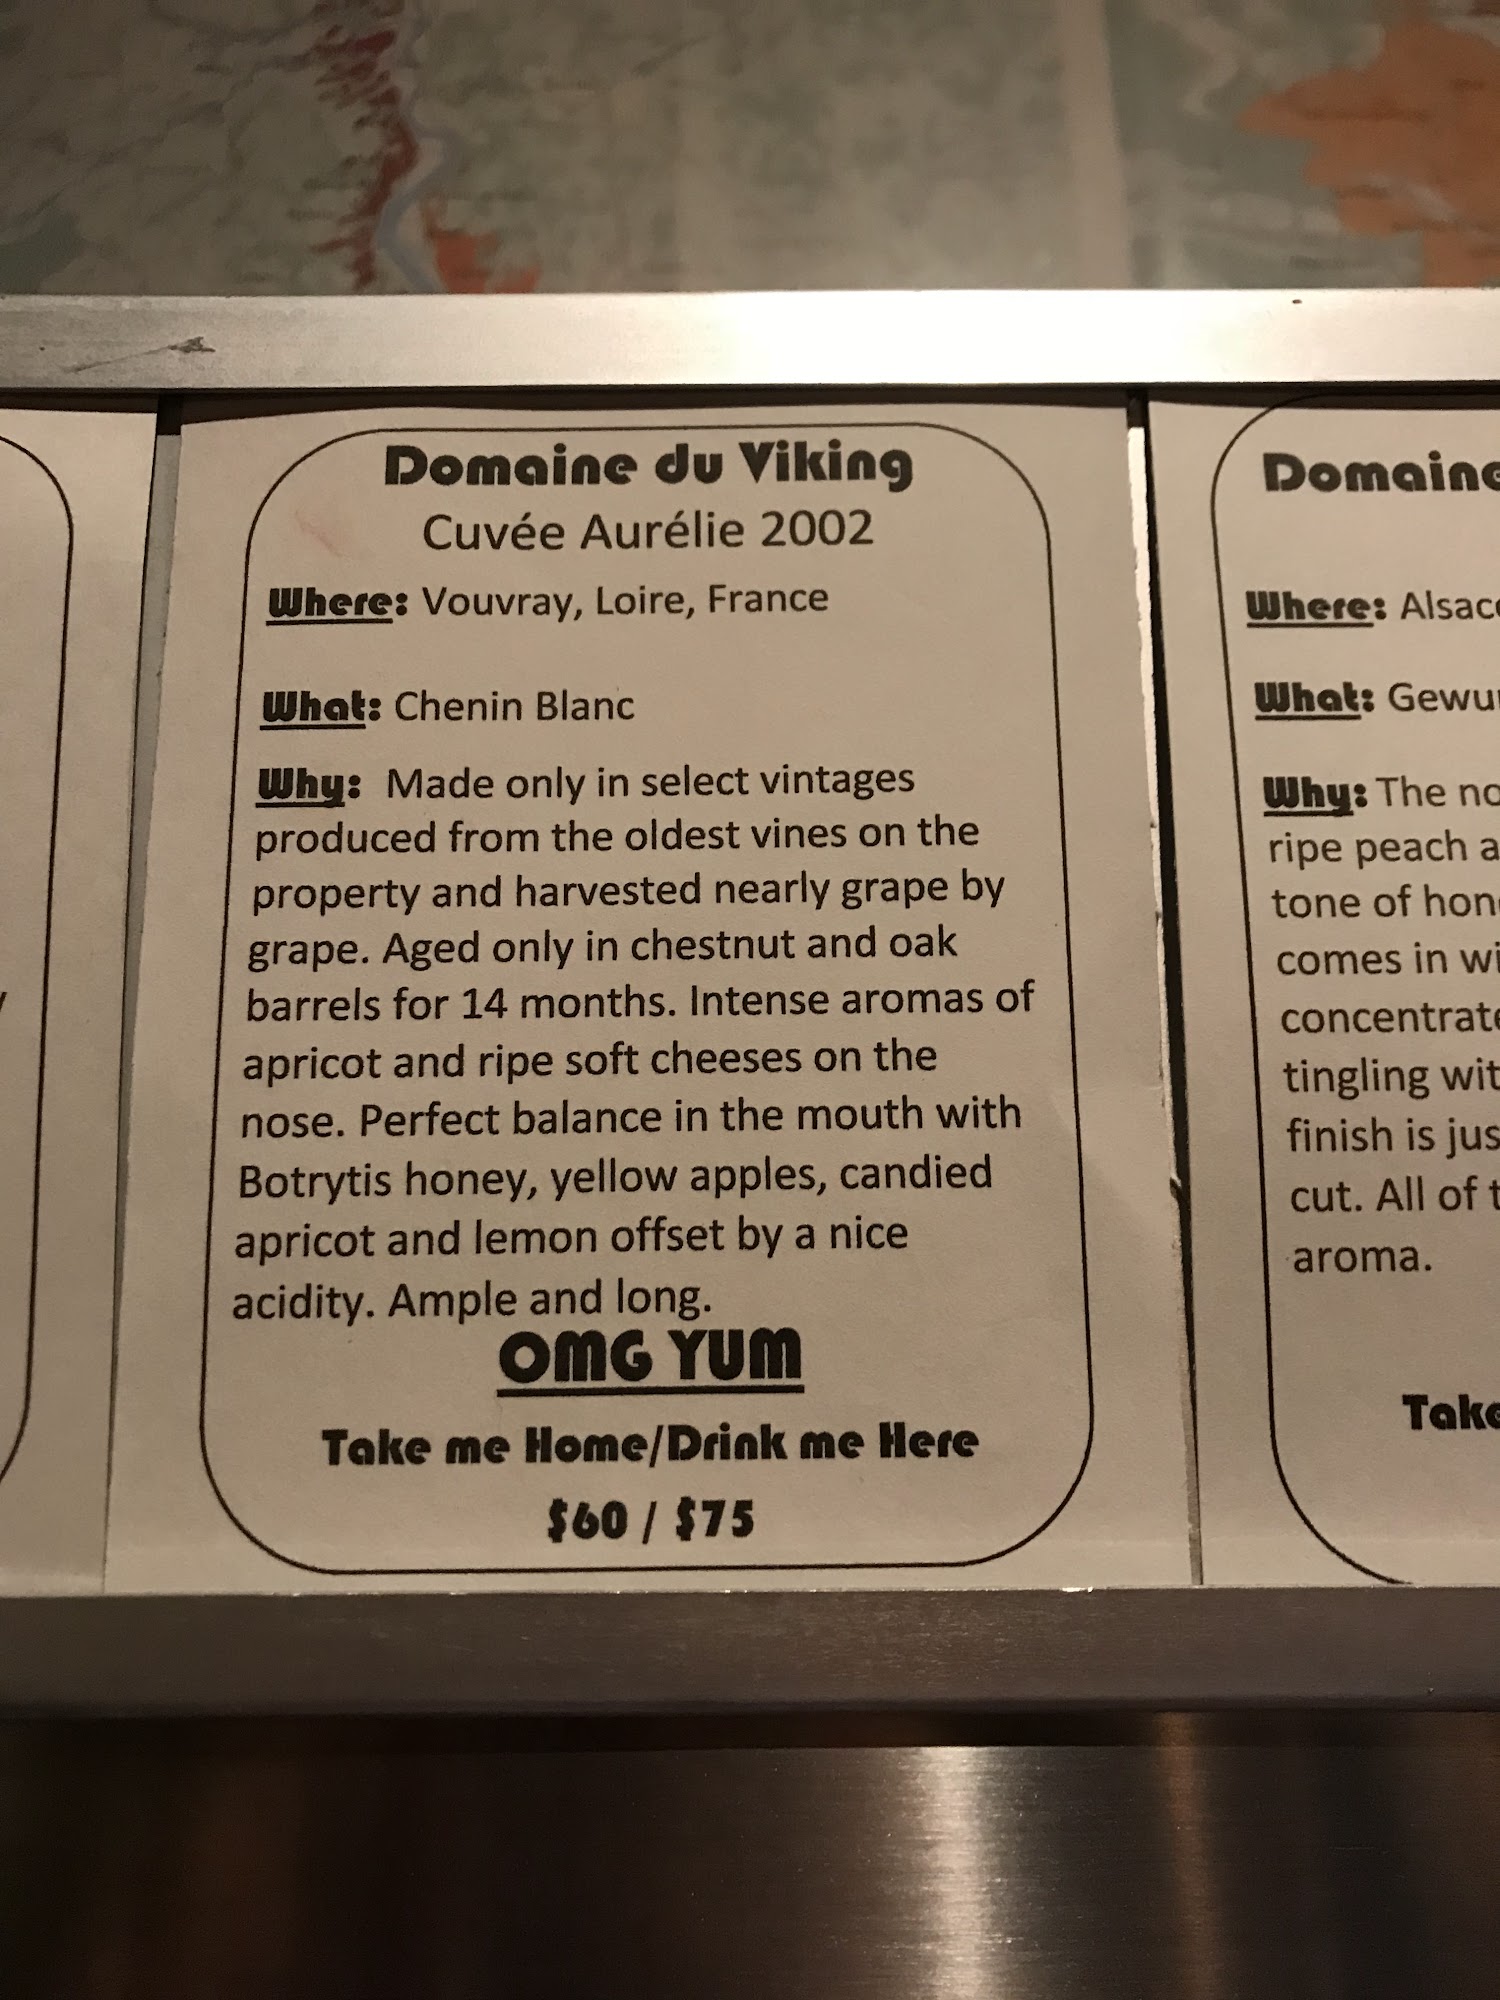 Domaine du Viking
Cuvée Aurélie 2002
Where: Vouvray, Loire, France
What: Chenin Blanc
Why: Made only in select vintages
produced from the oldest vines on the
property and harvested nearly grape by
grape. Aged only in chestnut and oak
barrels for 14 months. Intense aromas of
apricot and ripe soft cheeses on the
nose. Perfect balance in the mouth with
Botrytis honey, yellow apples, candied
apricot and lemon offset by a nice
acidity. Ample and long.
OMG YUM
Take me Home/Drink me Here
$60 / $75
Domaine
Where:
What:
Why: The
ripe peach
tone of
comes in
tingling
finish is
cut. All of
aroma.
Take